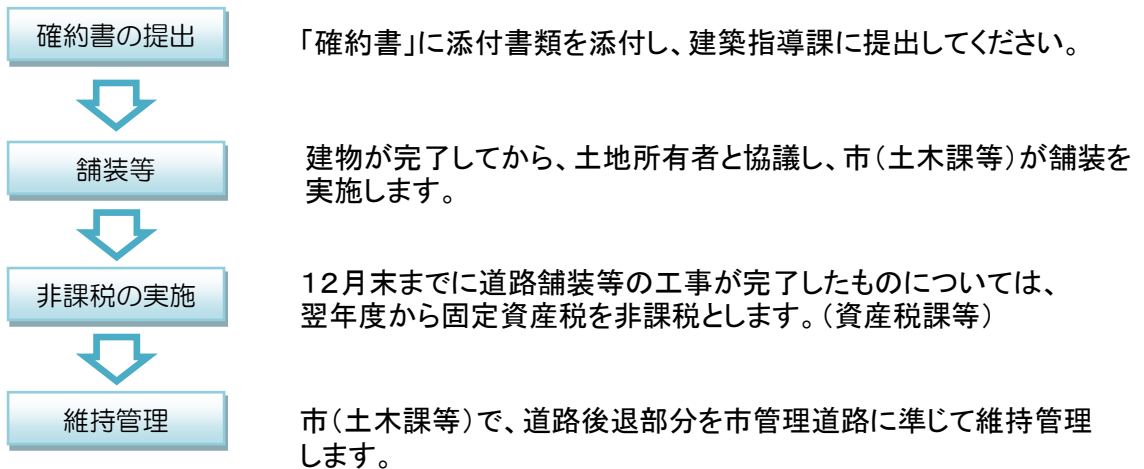 確約書の提出
「確約書」に添付書類を添付し、建築指導課に提出してください。
舗装等
建物が完了してから、土地所有者と協議し、市(土木課等)が舗装を
実施します。
非課税の実施
12月末までに道路舗装等の工事が完了したものについては、
翌年度から固定資産税を非課税とします。(資産税課等)
維持管理
市(土木課等)で、道路後退部分を市管理道路に準じて維持管理
します。